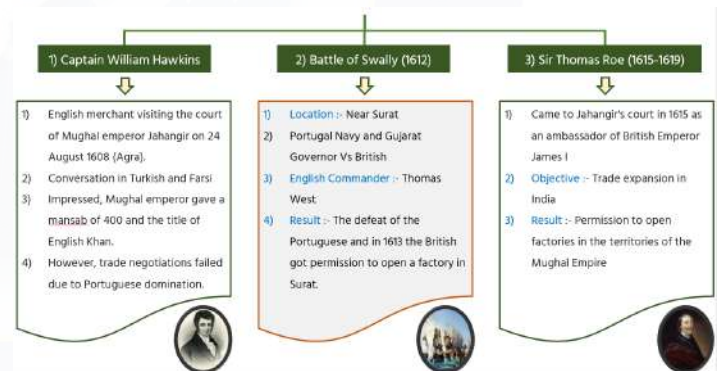 1) Captain William Hawkins
1) English merchant visiting the court
of Mughal emperor Jahangir on 24
August 1608 (Agra).
2) Conversation in Turkish and Farsi
3) Impressed, Mughal emperor gave a
mansab of 400 and the title of
English Khan.
4) However, trade negotiations failed
due to Portuguese domination.
2) Battle of Swally (1612)
1) Location :- Near Surat
2) Portugal Navy and Gujarat
Governor Vs British
3) English Commander :- Thomas
West
4) Result :- The defeat of the
Portuguese and in 1613 the British
got permission to open a factory in
Surat.
3) Sir Thomas Roe (1615-1619)
1) Came to Jahangir's court in 1615 as
an ambassador of British Emperor
James I
2) Objective :- Trade expansion in
India
3) Result :- Permission to open
factories in the territories of the
Mughal Empire